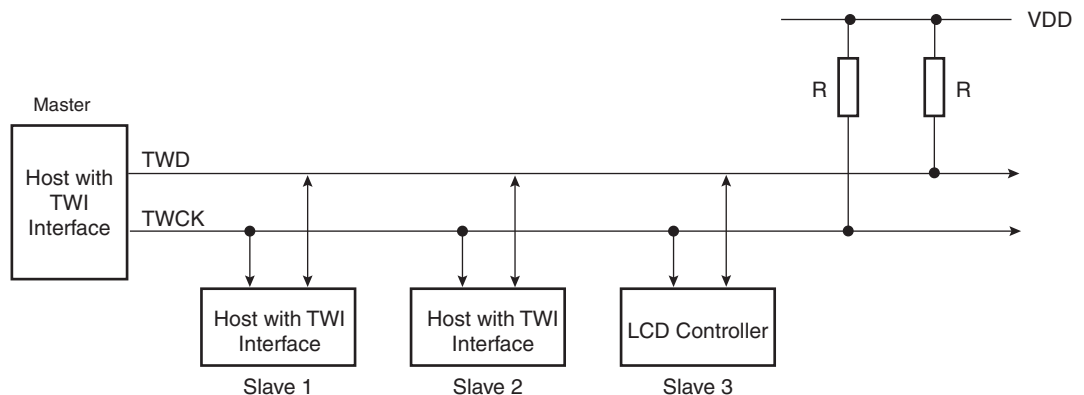 VDD
R
R
Master
Host with
TWI
Interface
TWD
TWCK
Host with TWI
Interface
Slave 1
Host with TWI
Interface
Slave 2
LCD Controller
Slave 3